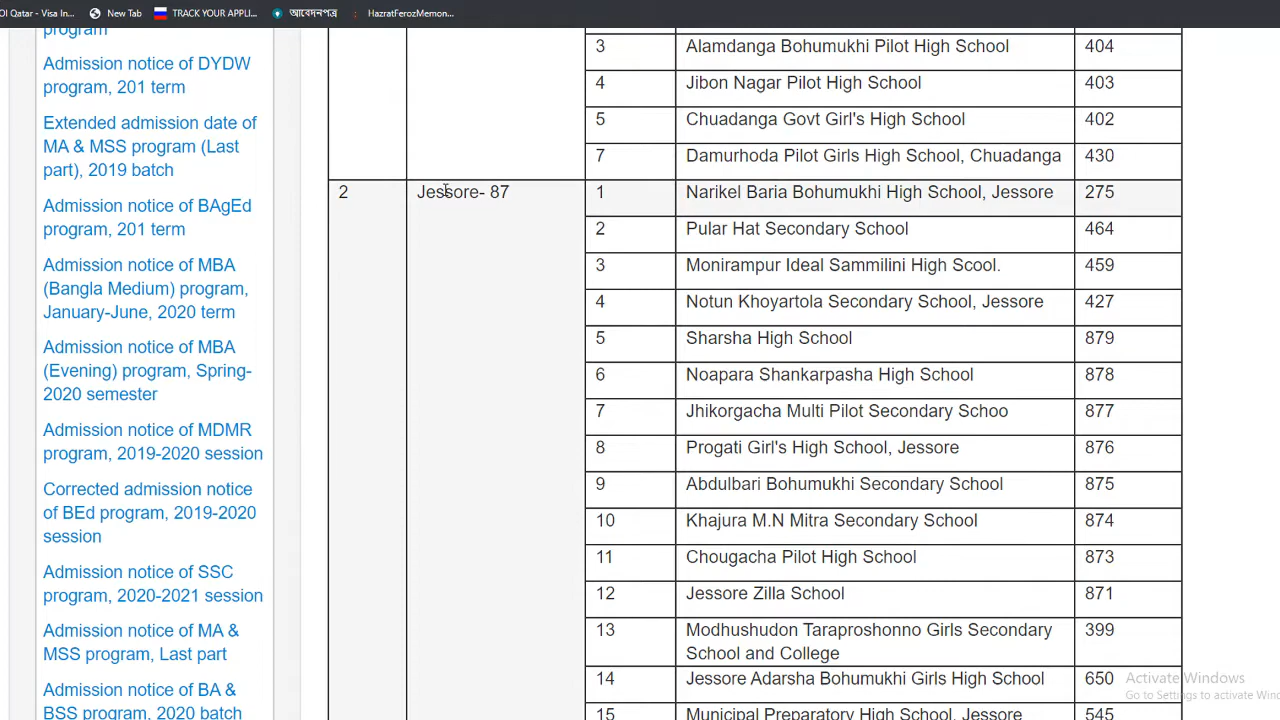 OI Qatar - Visa In...
New Tab
TRACK YOUR APPLI...
আবেদনপত্র
HazratFerozMemon...
program
Admission notice of DYDW
program, 201 term
Extended admission date of
MA & MSS program (Last
part), 2019 batch
Admission notice of BAgEd
program, 201 term
Admission notice of MBA
(Bangla Medium) program,
January-June, 2020 term
Admission notice of MBA
(Evening) program, Spring-
2020 semester
Admission notice of MDMR
program, 2019-2020 session
Corrected admission notice
of BEd program, 2019-2020
session
Admission notice of SSC
program, 2020-2021 session
Admission notice of MA &
MSS program, Last part
Admission notice of BA &
BSS program, 2020 batch
3 Alamdanga Bohumukhi Pilot High School 404
4 Jibon Nagar Pilot High School 403
5 Chuadanga Govt Girl's High School 402
7 Damurhoda Pilot Girls High School, Chuadanga 430
2 Jessore- 87 1 Narikel Baria Bohumukhi High School, Jessore 275
2 Pular Hat Secondary School 464
3 Monirampur Ideal Sammilini High Scool. 459
4 Notun Khoyartola Secondary School, Jessore 427
5 Sharsha High School 879
6 Noapara Shankarpasha High School 878
7 Jhikorgacha Multi Pilot Secondary Schoo 877
8 Progati Girl's High School, Jessore 876
9 Abdulbari Bohumukhi Secondary School 875
10 Khajura M.N Mitra Secondary School 874
11 Chougacha Pilot High School 873
12 Jessore Zilla School 871
13 Modhushudon Taraproshonno Girls Secondary 399
School and College
14 Jessore Adarsha Bohumukhi Girls High School 650
15 Municipal Preparatory High School, Jessore 545
Activate Windows
Go to Settings to activate Wind